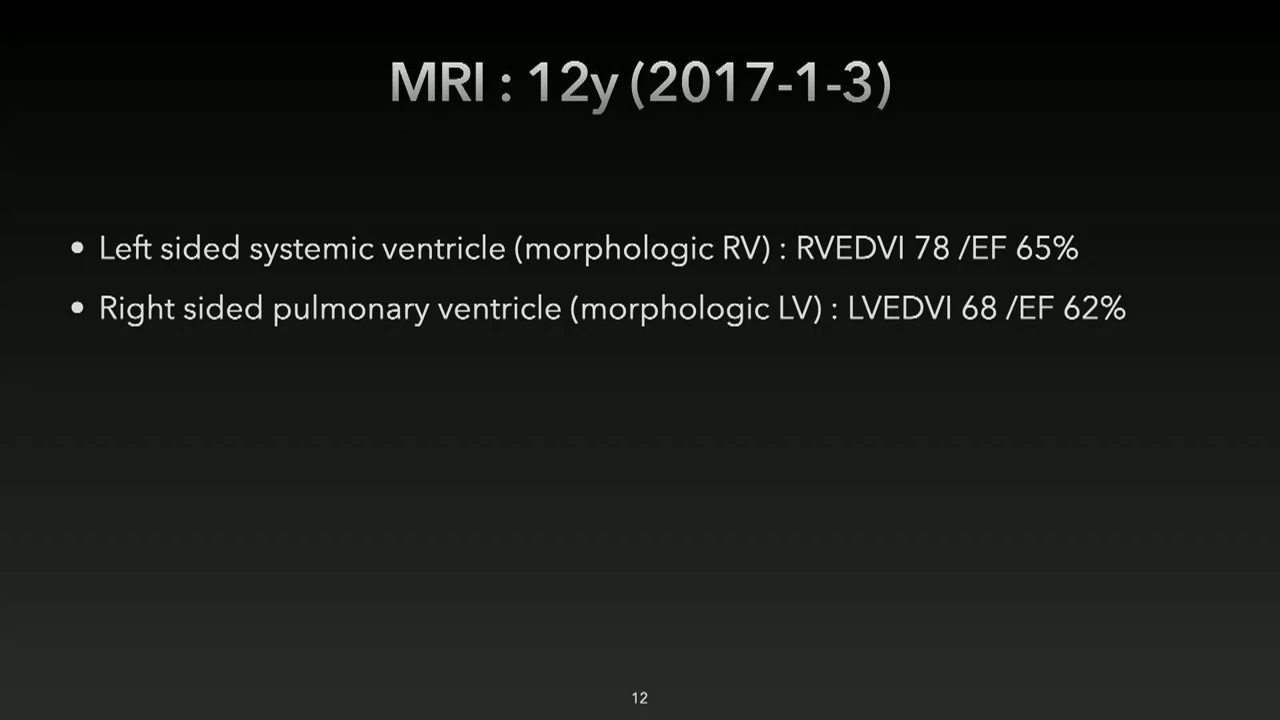 MRI : 12y (2017-1-3)
• Left sided systemic ventricle (morphologic RV) : RVEDVI 78 /EF 65%
• Right sided pulmonary ventricle (morphologic LV) : LVEDVI 68 /EF 62%
12